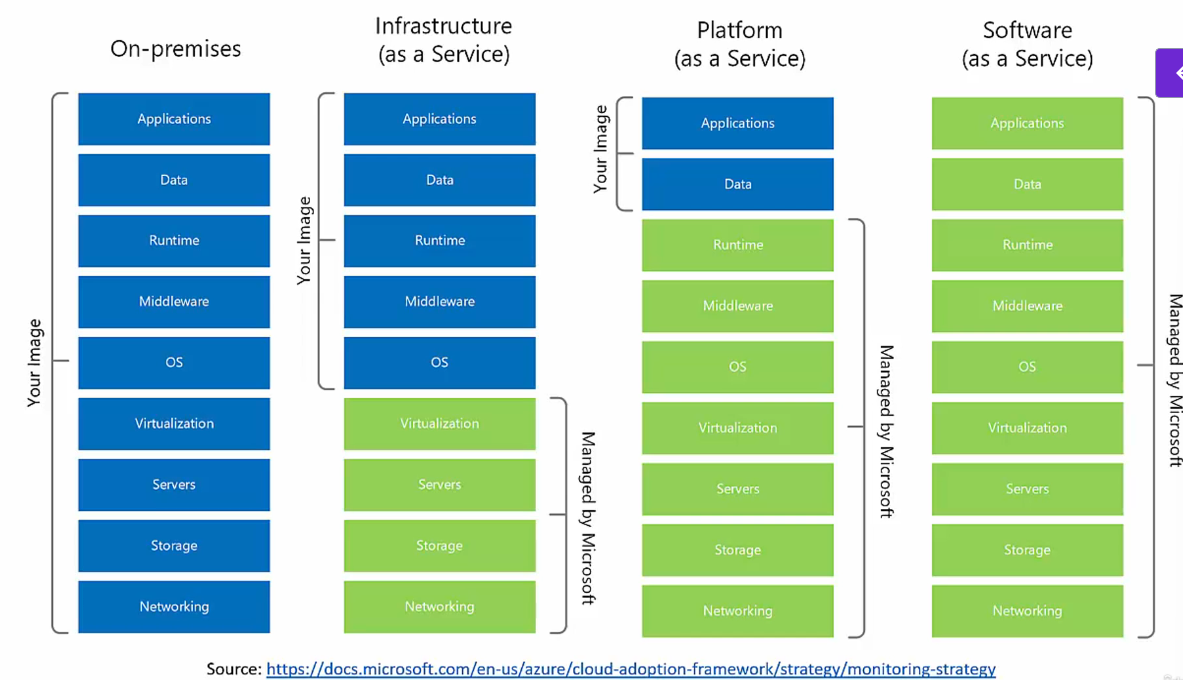 On-premises
Infrastructure
(as a Service)
Platform
(as a Service)
Software
(as a Service)
Your Image
Applications
Data
Runtime
Middleware
OS
Virtualization
Servers
Storage
Networking
Your Image
Applications
Data
Runtime
Middleware
OS
Virtualization
Servers
Storage
Networking
Managed by Microsoft
Your Image
Applications
Data
Runtime
Middleware
OS
Virtualization
Servers
Storage
Networking
Managed by Microsoft
Applications
Data
Runtime
Middleware
OS
Virtualization
Servers
Storage
Networking
Managed by Microsoft
Source: https://docs.microsoft.com/en-us/azure/cloud-adoption-framework/strategy/monitoring-strategy